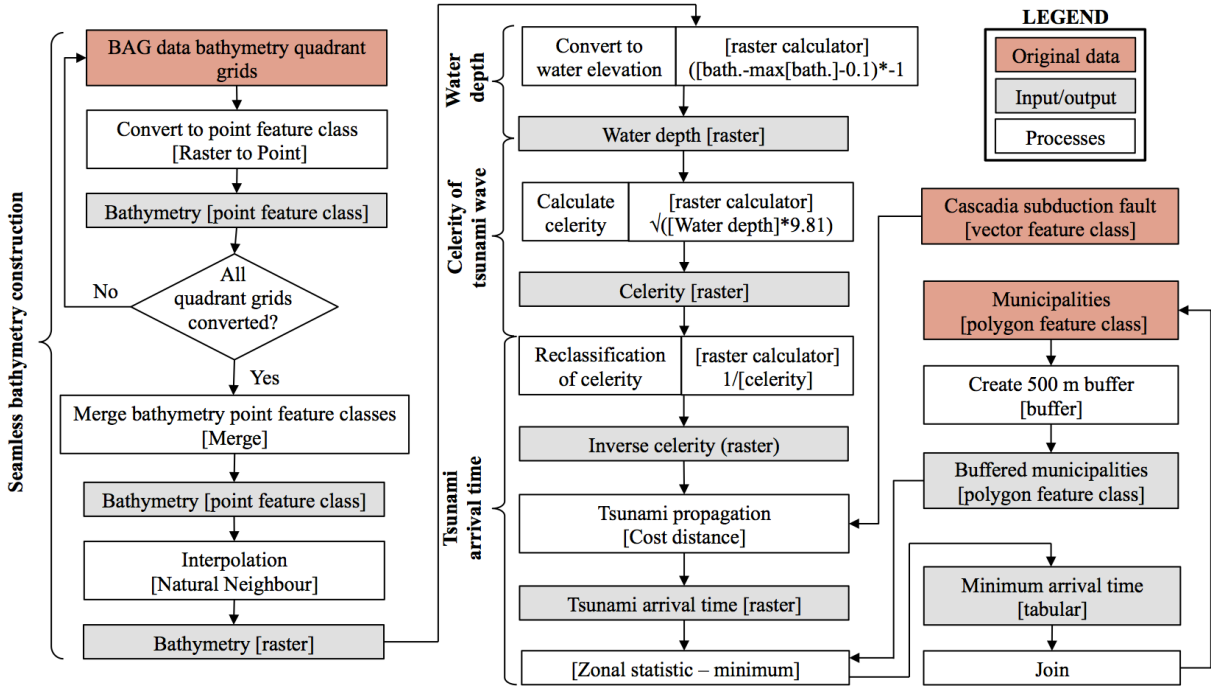 Seamless bathymetry construction
BAG data bathymetry quadrant
grids
Convert to point feature class
[Raster to Point]
Bathymetry [point feature class]
All
quadrant grids
converted?
No
Yes
Merge bathymetry point feature classes
[Merge]
Bathymetry [point feature class]
Interpolation
[Natural Neighbour]
Bathymetry [raster]
Water
depth
Convert to
water elevation
[raster calculator]
([bath.-max[bath.]-0.1)*-1
Water depth [raster]
Celerity of
tsunami wave
Calculate
celerity
[raster calculator]
√([Water depth]*9.81)
Celerity [raster]
Tsunami
arrival time
Reclassification
of celerity
[raster calculator]
1/[celerity]
Inverse celerity (raster)
Tsunami propagation
[Cost distance]
Tsunami arrival time [raster]
[Zonal statistic – minimum]
LEGEND
Original data
Input/output
Processes
Cascadia subduction fault
[vector feature class]
Municipalities
[polygon feature class]
Create 500 m buffer
[buffer]
Buffered municipalities
[polygon feature class]
Minimum arrival time
[tabular]
Join